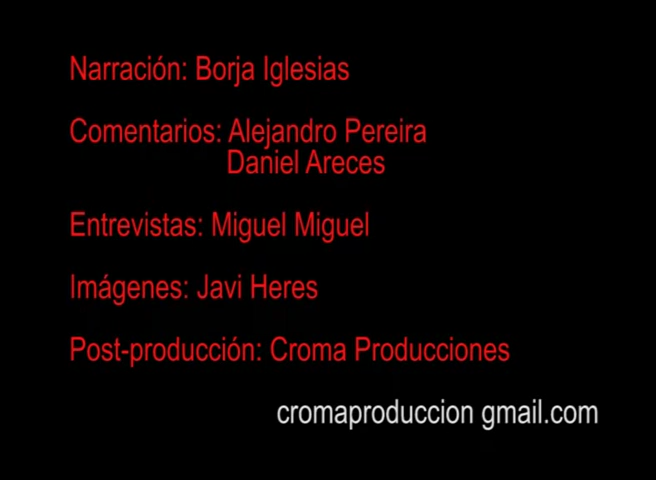 Narración: Borja Iglesias
Comentarios: Alejandro Pereira
Daniel Areces
Entrevistas: Miguel Miguel
Imágenes: Javi Heres
Post-producción: Croma Producciones
cromaproduccion gmail.com